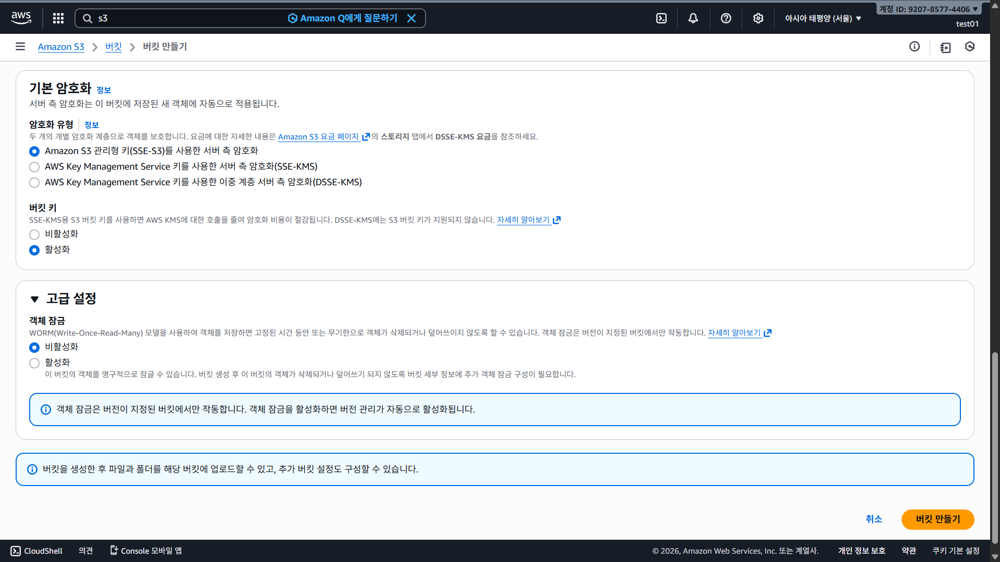 aws
s3
Amazon Q에게 질문하기
아시아 태평양 (서울)
계정 ID: 9207-8577-4406
test01
Amazon S3
버킷
버킷 만들기
기본 암호화 정보
서버 측 암호화는 이 버킷에 저장된 새 객체에 자동으로 적용됩니다.
암호화 유형 정보
두 개의 개별 암호화 계층으로 객체를 보호합니다. 요금에 대한 자세한 내용은 Amazon S3 요금 페이지 의 스토리지 탭에서 DSSE-KMS 요금을 참조하세요.
Amazon S3 관리형 키(SSE-S3)를 사용한 서버 측 암호화
AWS Key Management Service 키를 사용한 서버 측 암호화(SSE-KMS)
AWS Key Management Service 키를 사용한 이중 계층 서버 측 암호화(DSSE-KMS)
버킷 키
SSE-KMS용 S3 버킷 키를 사용하면 AWS KMS에 대한 호출을 줄여 암호화 비용이 절감됩니다. DSSE-KMS에는 S3 버킷 키가 지원되지 않습니다. 자세히 알아보기
비활성화
활성화
고급 설정
객체 잠금
WORM(Write-Once-Read-Many) 모델을 사용하여 객체를 저장하면 고정된 시간 동안 또는 무기한으로 객체가 삭제되거나 덮어쓰이지 않도록 할 수 있습니다. 객체 잠금은 버전이 지정된 버킷에서만 작동합니다. 자세히 알아보기
비활성화
활성화
이 버킷의 객체를 영구적으로 잠글 수 있습니다. 버킷 생성 후 이 버킷의 객체가 삭제되거나 덮어쓰기 되지 않도록 버킷 세부 정보에 추가 객체 잠금 구성이 필요합니다.
객체 잠금은 버전이 지정된 버킷에서만 작동합니다. 객체 잠금을 활성화하면 버전 관리가 자동으로 활성화됩니다.
버킷을 생성한 후 파일과 폴더를 해당 버킷에 업로드할 수 있고, 추가 버킷 설정도 구성할 수 있습니다.
취소
버킷 만들기
CloudShell
의견
Console 모바일 앱
© 2026, Amazon Web Services, Inc. 또는 계열사.
개인 정보 보호
약관
쿠키 기본 설정